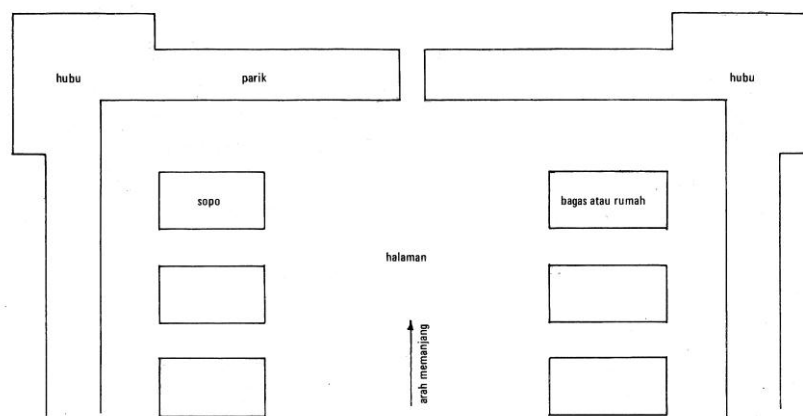 hubu
parik
hubu
sopo
bagas atau rumah
halaman
arah memanjang